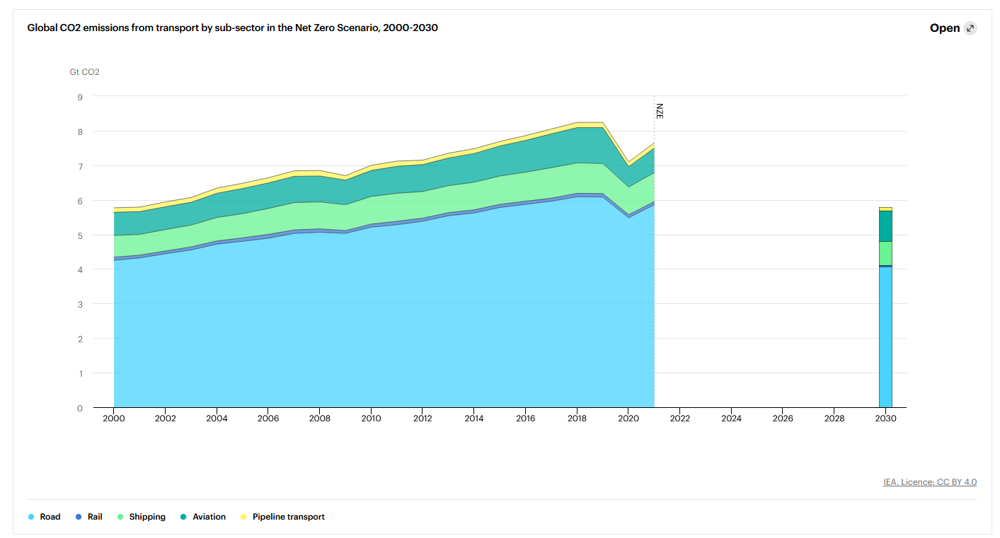 Global CO2 emissions from transport by sub-sector in the Net Zero Scenario, 2000-2030
Open
Gt CO2
9
8
7
6
5
4
3
2
1
0
NZE
2000 2002 2004 2006 2008 2010 2012 2014 2016 2018 2020 2022 2024 2026 2028 2030
IEA. Licence: CC BY 4.0
Road Rail Shipping Aviation Pipeline transport